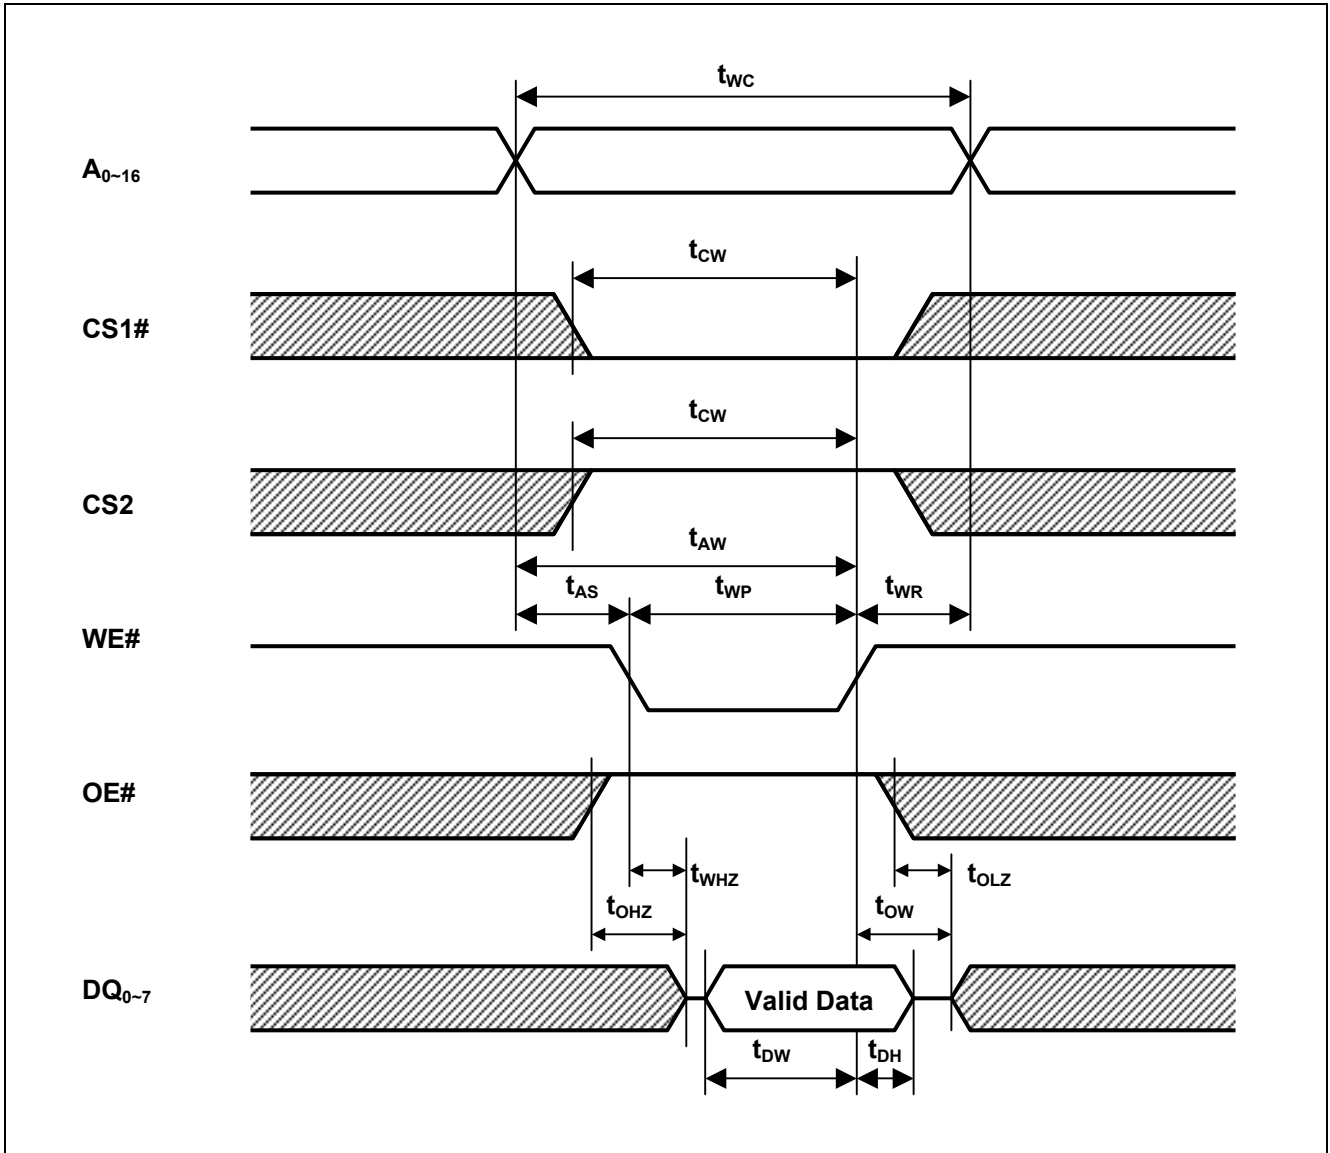 tWC
A0~16
tCW
CS1#
tCW
CS2
tAW
tAS tWP tWR
WE#
OE#
tWHZ tOLZ
tOHZ tOW
DQ0~7 Valid Data
tDW tDH